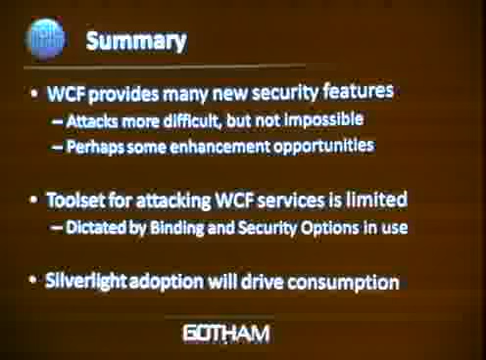 Summary
• WCF provides many new security features
– Attacks more difficult, but not impossible
– Perhaps some enhancement opportunities
• Toolset for attacking WCF services is limited
– Dictated by Binding and Security Options in use
• Silverlight adoption will drive consumption
GOTHAM